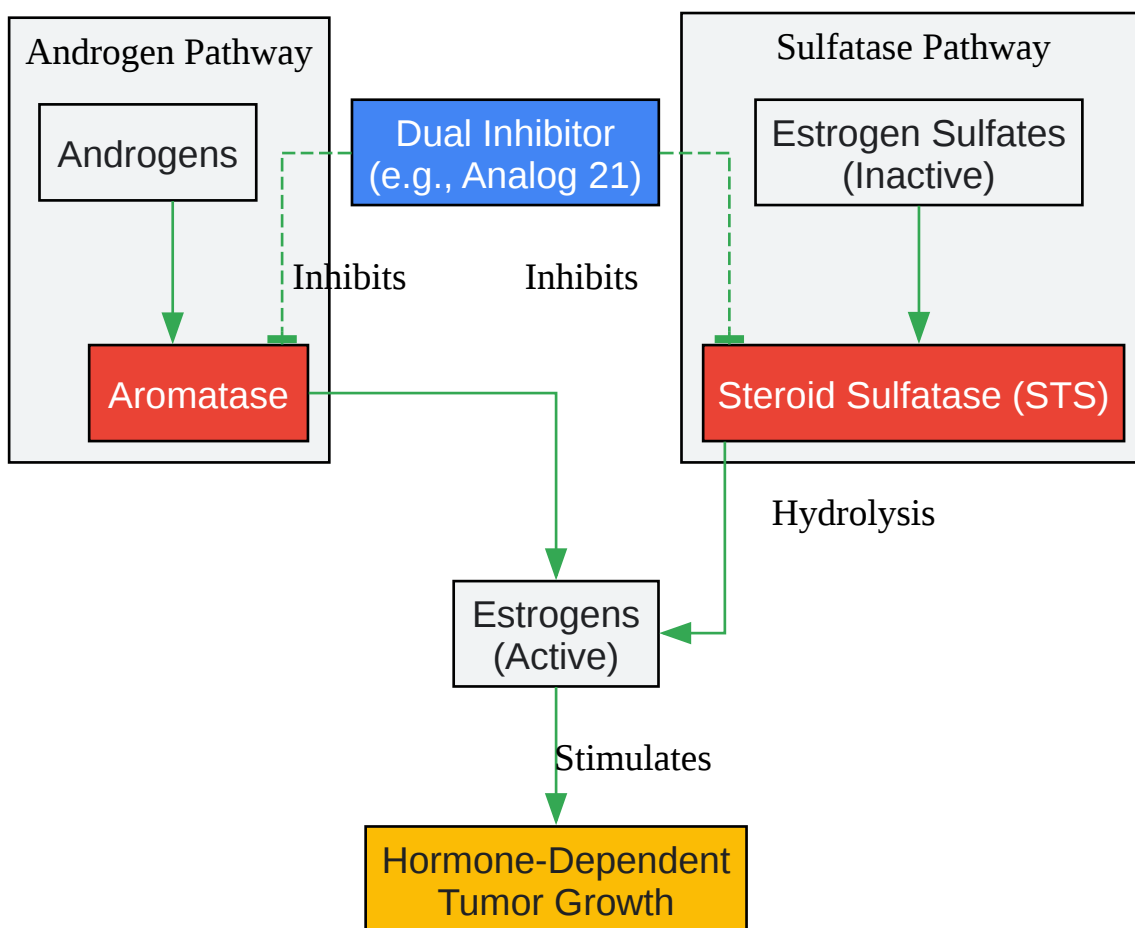 Androgen Pathway
Sulfatase Pathway
Androgens
Dual Inhibitor
(e.g., Analog 21)
Estrogen Sulfates
(Inactive)
Inhibits
Inhibits
Aromatase
Steroid Sulfatase (STS)
Hydrolysis
Estrogens
(Active)
Stimulates
Hormone-Dependent
Tumor Growth